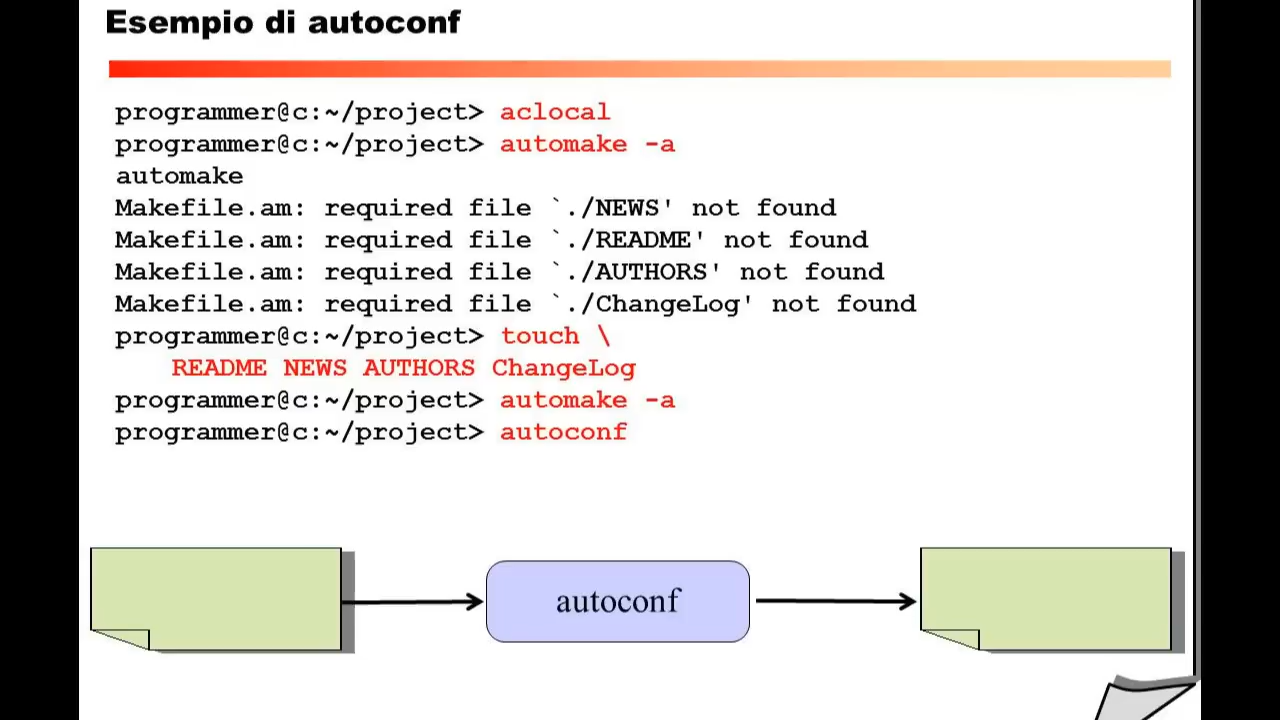 Esempio di autoconf
programmer@c:~/project> aclocal
programmer@c:~/project> automake -a
automake
Makefile.am: required file `./NEWS' not found
Makefile.am: required file `./README' not found
Makefile.am: required file `./AUTHORS' not found
Makefile.am: required file `./ChangeLog' not found
programmer@c:~/project> touch \
README NEWS AUTHORS ChangeLog
programmer@c:~/project> automake -a
programmer@c:~/project> autoconf
autoconf